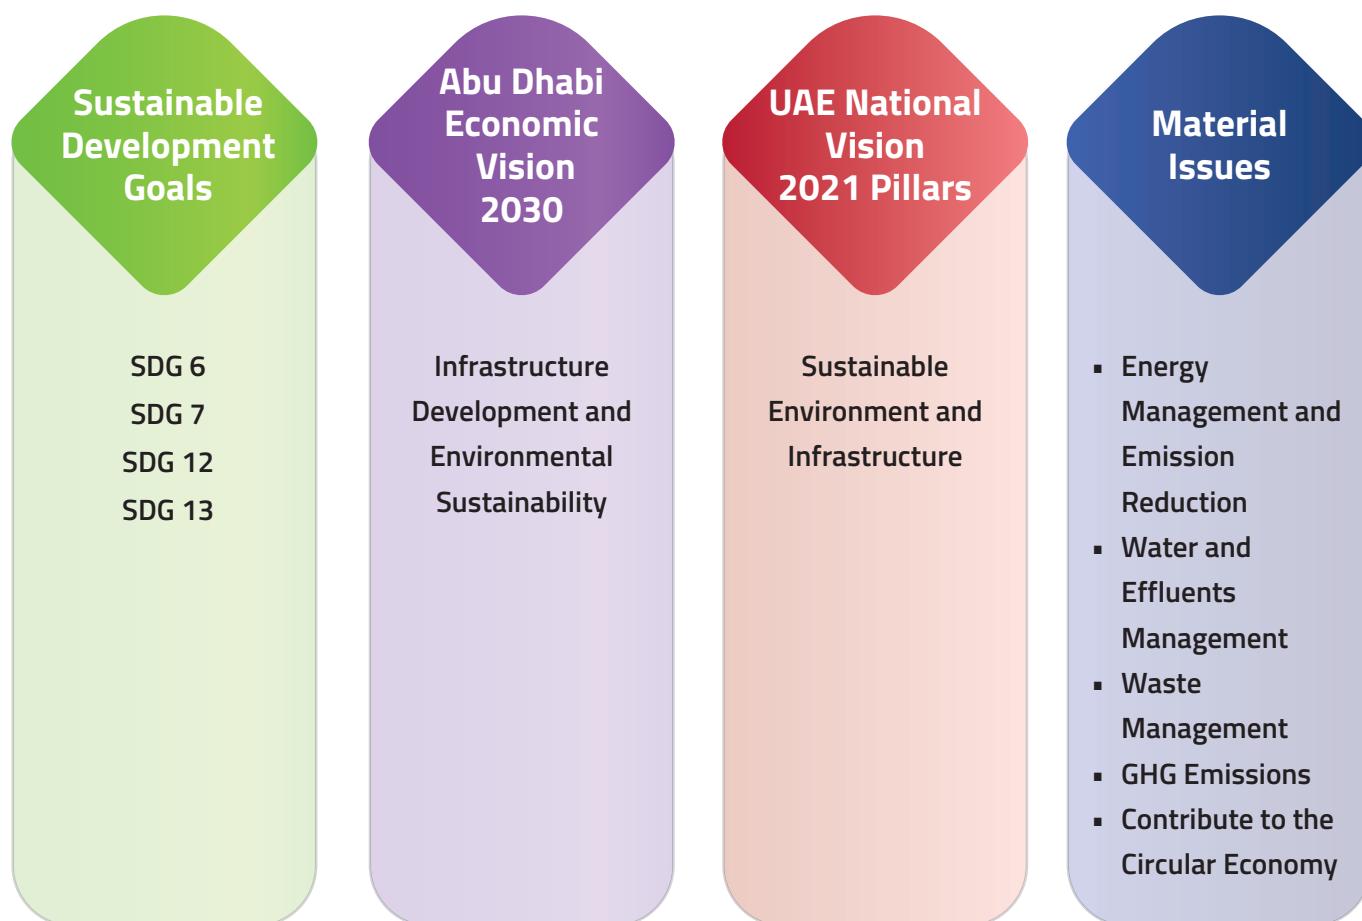 Sustainable
Development
Goals
SDG 6
SDG 7
SDG 12
SDG 13
Abu Dhabi
Economic
Vision
2030
Infrastructure
Development and
Environmental
Sustainability
UAE National
Vision
2021 Pillars
Sustainable
Environment and
Infrastructure
Material
Issues
▪ Energy
Management and
Emission
Reduction
▪ Water and
Effluents
Management
▪ Waste
Management
▪ GHG Emissions
▪ Contribute to the
Circular Economy